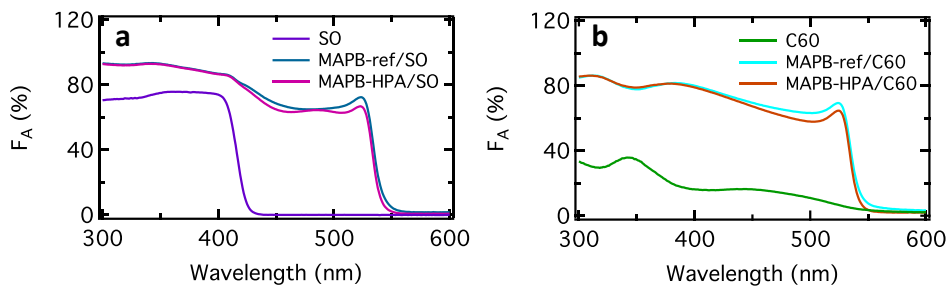 a
SO
MAPB-ref/SO
MAPB-HPA/SO
F_A (%)
120
80
40
0
300 400 500 600
Wavelength (nm)
b
C60
MAPB-ref/C60
MAPB-HPA/C60
F_A (%)
120
80
40
0
300 400 500 600
Wavelength (nm)